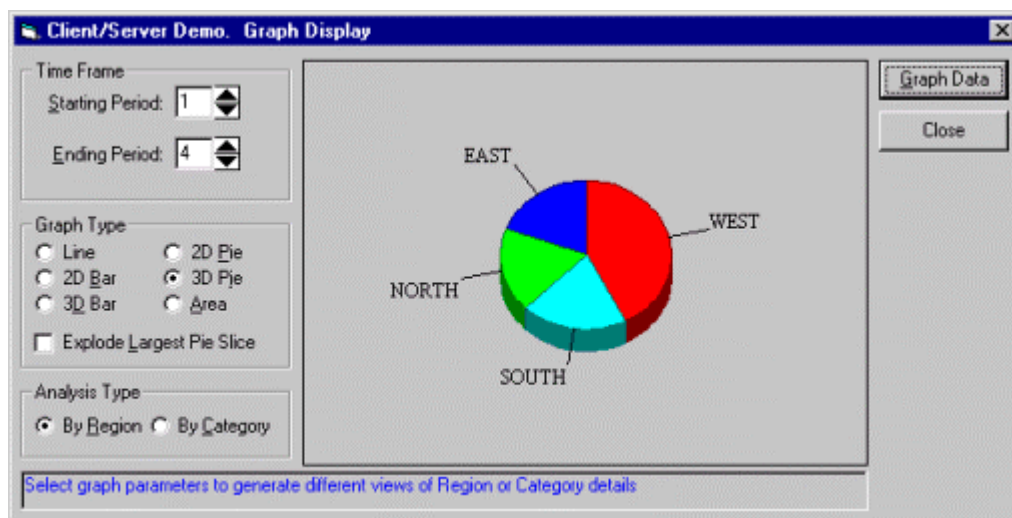 Client/Server Demo. Graph Display
Time Frame
Starting Period: 1
Ending Period: 4
Graph Type
Line
2D Pie
2D Bar
3D Pie
3D Bar
Area
Explode Largest Pie Slice
Analysis Type
By Region
By Category
EAST
WEST
NORTH
SOUTH
Graph Data
Close
Select graph parameters to generate different views of Region or Category details